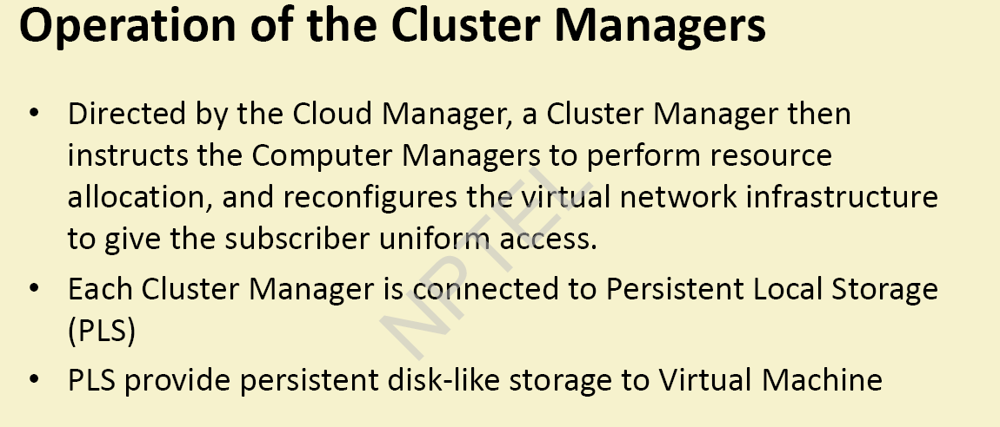 Operation of the Cluster Managers
• Directed by the Cloud Manager, a Cluster Manager then
instructs the Computer Managers to perform resource
allocation, and reconfigures the virtual network infrastructure
to give the subscriber uniform access.
• Each Cluster Manager is connected to Persistent Local Storage
(PLS)
• PLS provide persistent disk-like storage to Virtual Machine
NPTEL